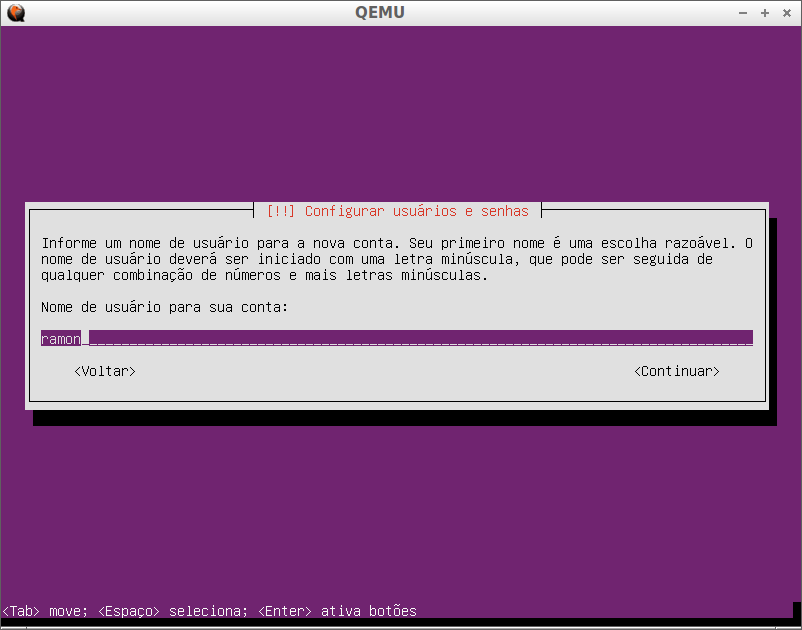 QEMU
[!!] Configurar usuários e senhas
Informe um nome de usuário para a nova conta. Seu primeiro nome é uma escolha razoável. O
nome de usuário deverá ser iniciado com uma letra minúscula, que pode ser seguida de
qualquer combinação de números e mais letras minúsculas.
Nome de usuário para sua conta:
ramon
<Voltar> <Continuar>
<Tab> move; <Espaço> seleciona; <Enter> ativa botões